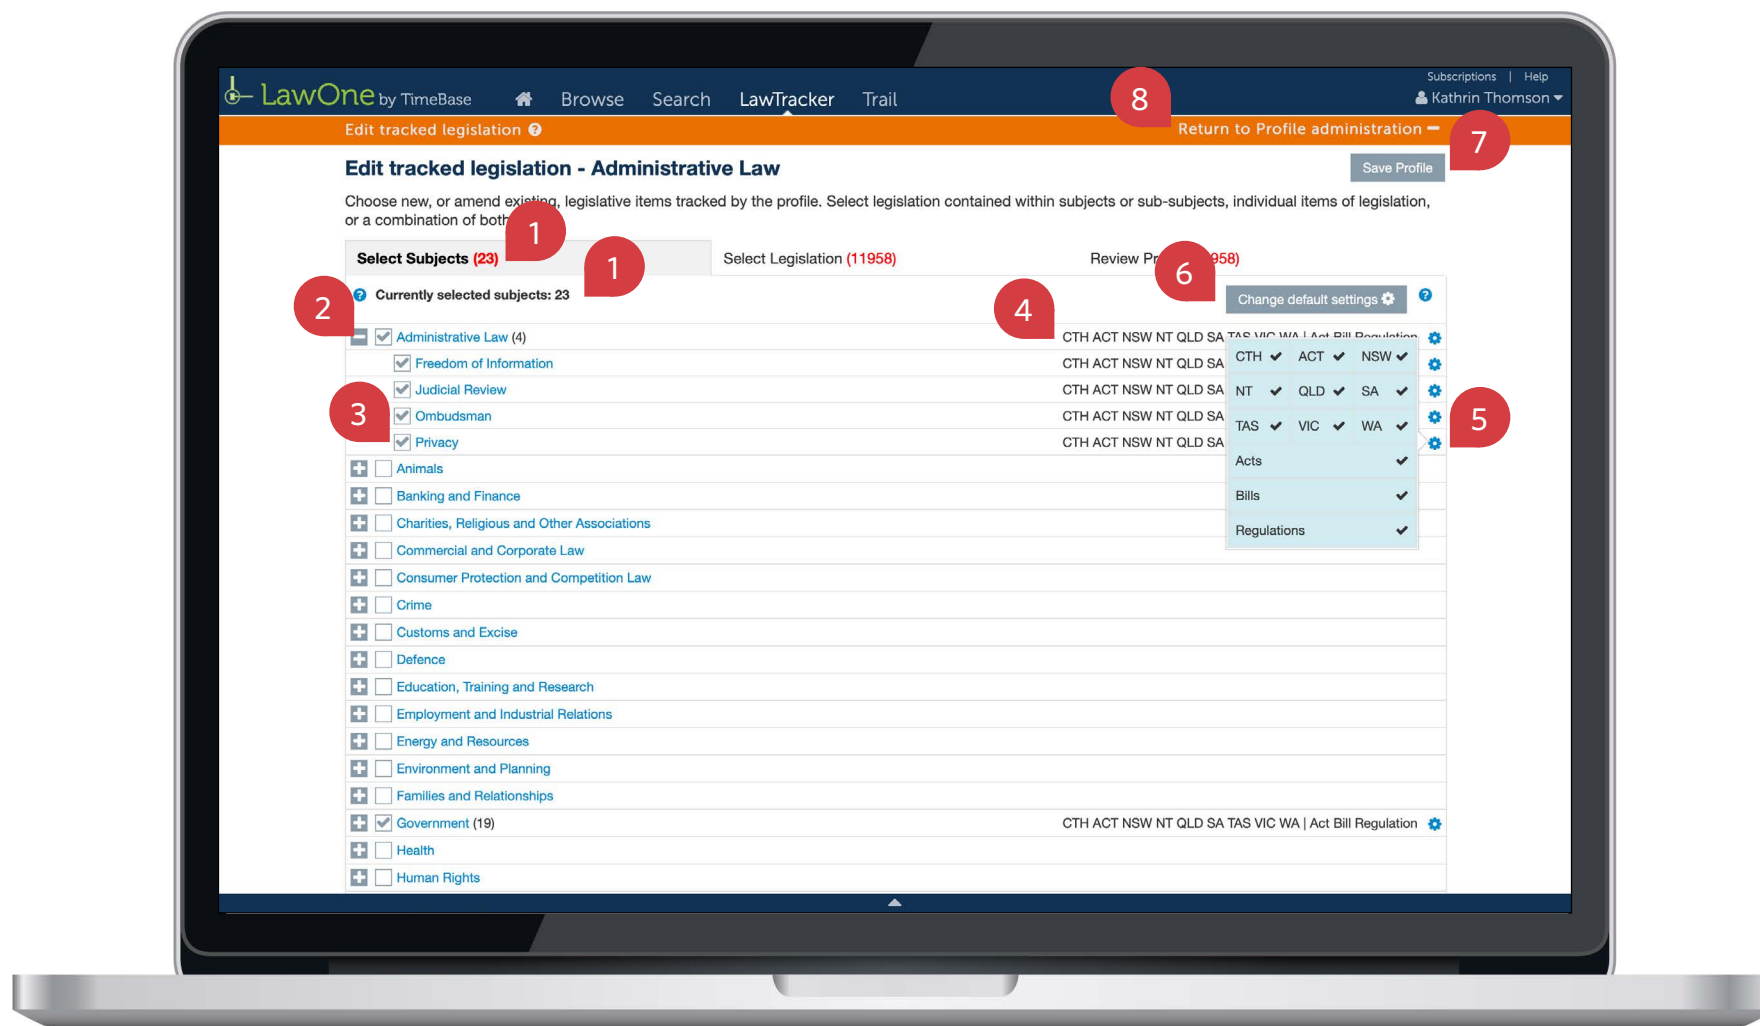 Subscriptions | Help
LawOne by TimeBase Browse Search LawTracker Trail 8 Kathrin Thomson
Edit tracked legislation ? Return to Profile administration 7
Edit tracked legislation - Administrative Law Save Profile
Choose new, or amend existing, legislative items tracked by the profile. Select legislation contained within subjects or sub-subjects, individual items of legislation,
or a combination of both 1
Select Subjects (23) 1 Select Legislation (11958) Review 6 958)
2 ? Currently selected subjects: 23 4 Change default settings ?
Administrative Law (4) CTH ACT NSW NT QLD SA TAS VIC WA | Act Bill Regulation
Freedom of Information CTH ACT NSW NT QLD SA
Judicial Review CTH ACT NSW NT QLD SA
3 Ombudsman CTH ACT NSW NT QLD SA 5
Privacy CTH ACT NSW NT QLD SA
CTH ACT NSW
NT QLD SA
TAS VIC WA
Acts
Bills
Regulations
Animals
Banking and Finance
Charities, Religious and Other Associations
Commercial and Corporate Law
Consumer Protection and Competition Law
Crime
Customs and Excise
Defence
Education, Training and Research
Employment and Industrial Relations
Energy and Resources
Environment and Planning
Families and Relationships
Government (19) CTH ACT NSW NT QLD SA TAS VIC WA | Act Bill Regulation
Health
Human Rights